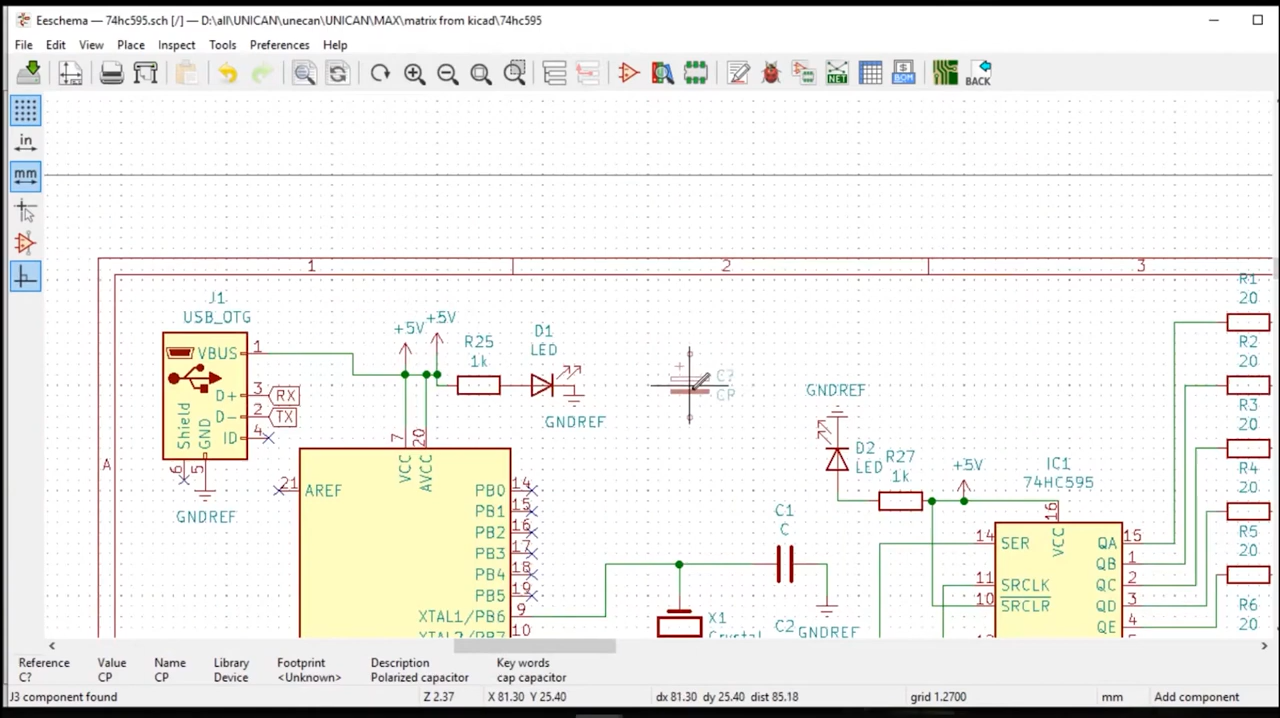 Eeschema — 74hc595.sch [/] — D:\all\UNICAN\unecan\UNICAN\MAX\matrix from kicad\74hc595
File Edit View Place Inspect Tools Preferences Help
NET
$
BOM
BACK
in
mm
1 2 3
J1
USB_OTG
VBUS 1
D+ 3 RX
D- 2 TX
ID 4
Shield
GND
6 5
GNDREF
A
+5V
+5V
R25
1k
D1
LED
GNDREF
7 20
VCC
AVCC
21 AREF
PB0 14
PB1 15
PB2 16
PB3 17
PB4 18
PB5 19
XTAL1/PB6 9
XTAL2/PB7 10
+
C?
CP
GNDREF
D2
LED
R27
1k
+5V
C1
C
X1
Crystal
C2 GNDREF
IC1
74HC595
16
VCC
14 SER
11 SRCLK
10 SRCLR
QA 15
QB 1
QC 2
QD 3
QE 4
R1
20
R2
20
R3
20
R4
20
R5
20
R6
20
Reference Value Name Library Footprint Description Key words
C? CP CP Device <Unknown> Polarized capacitor cap capacitor
J3 component found Z 2.37 X 81.30 Y 25.40 dx 81.30 dy 25.40 dist 85.18 grid 1.2700 mm Add component